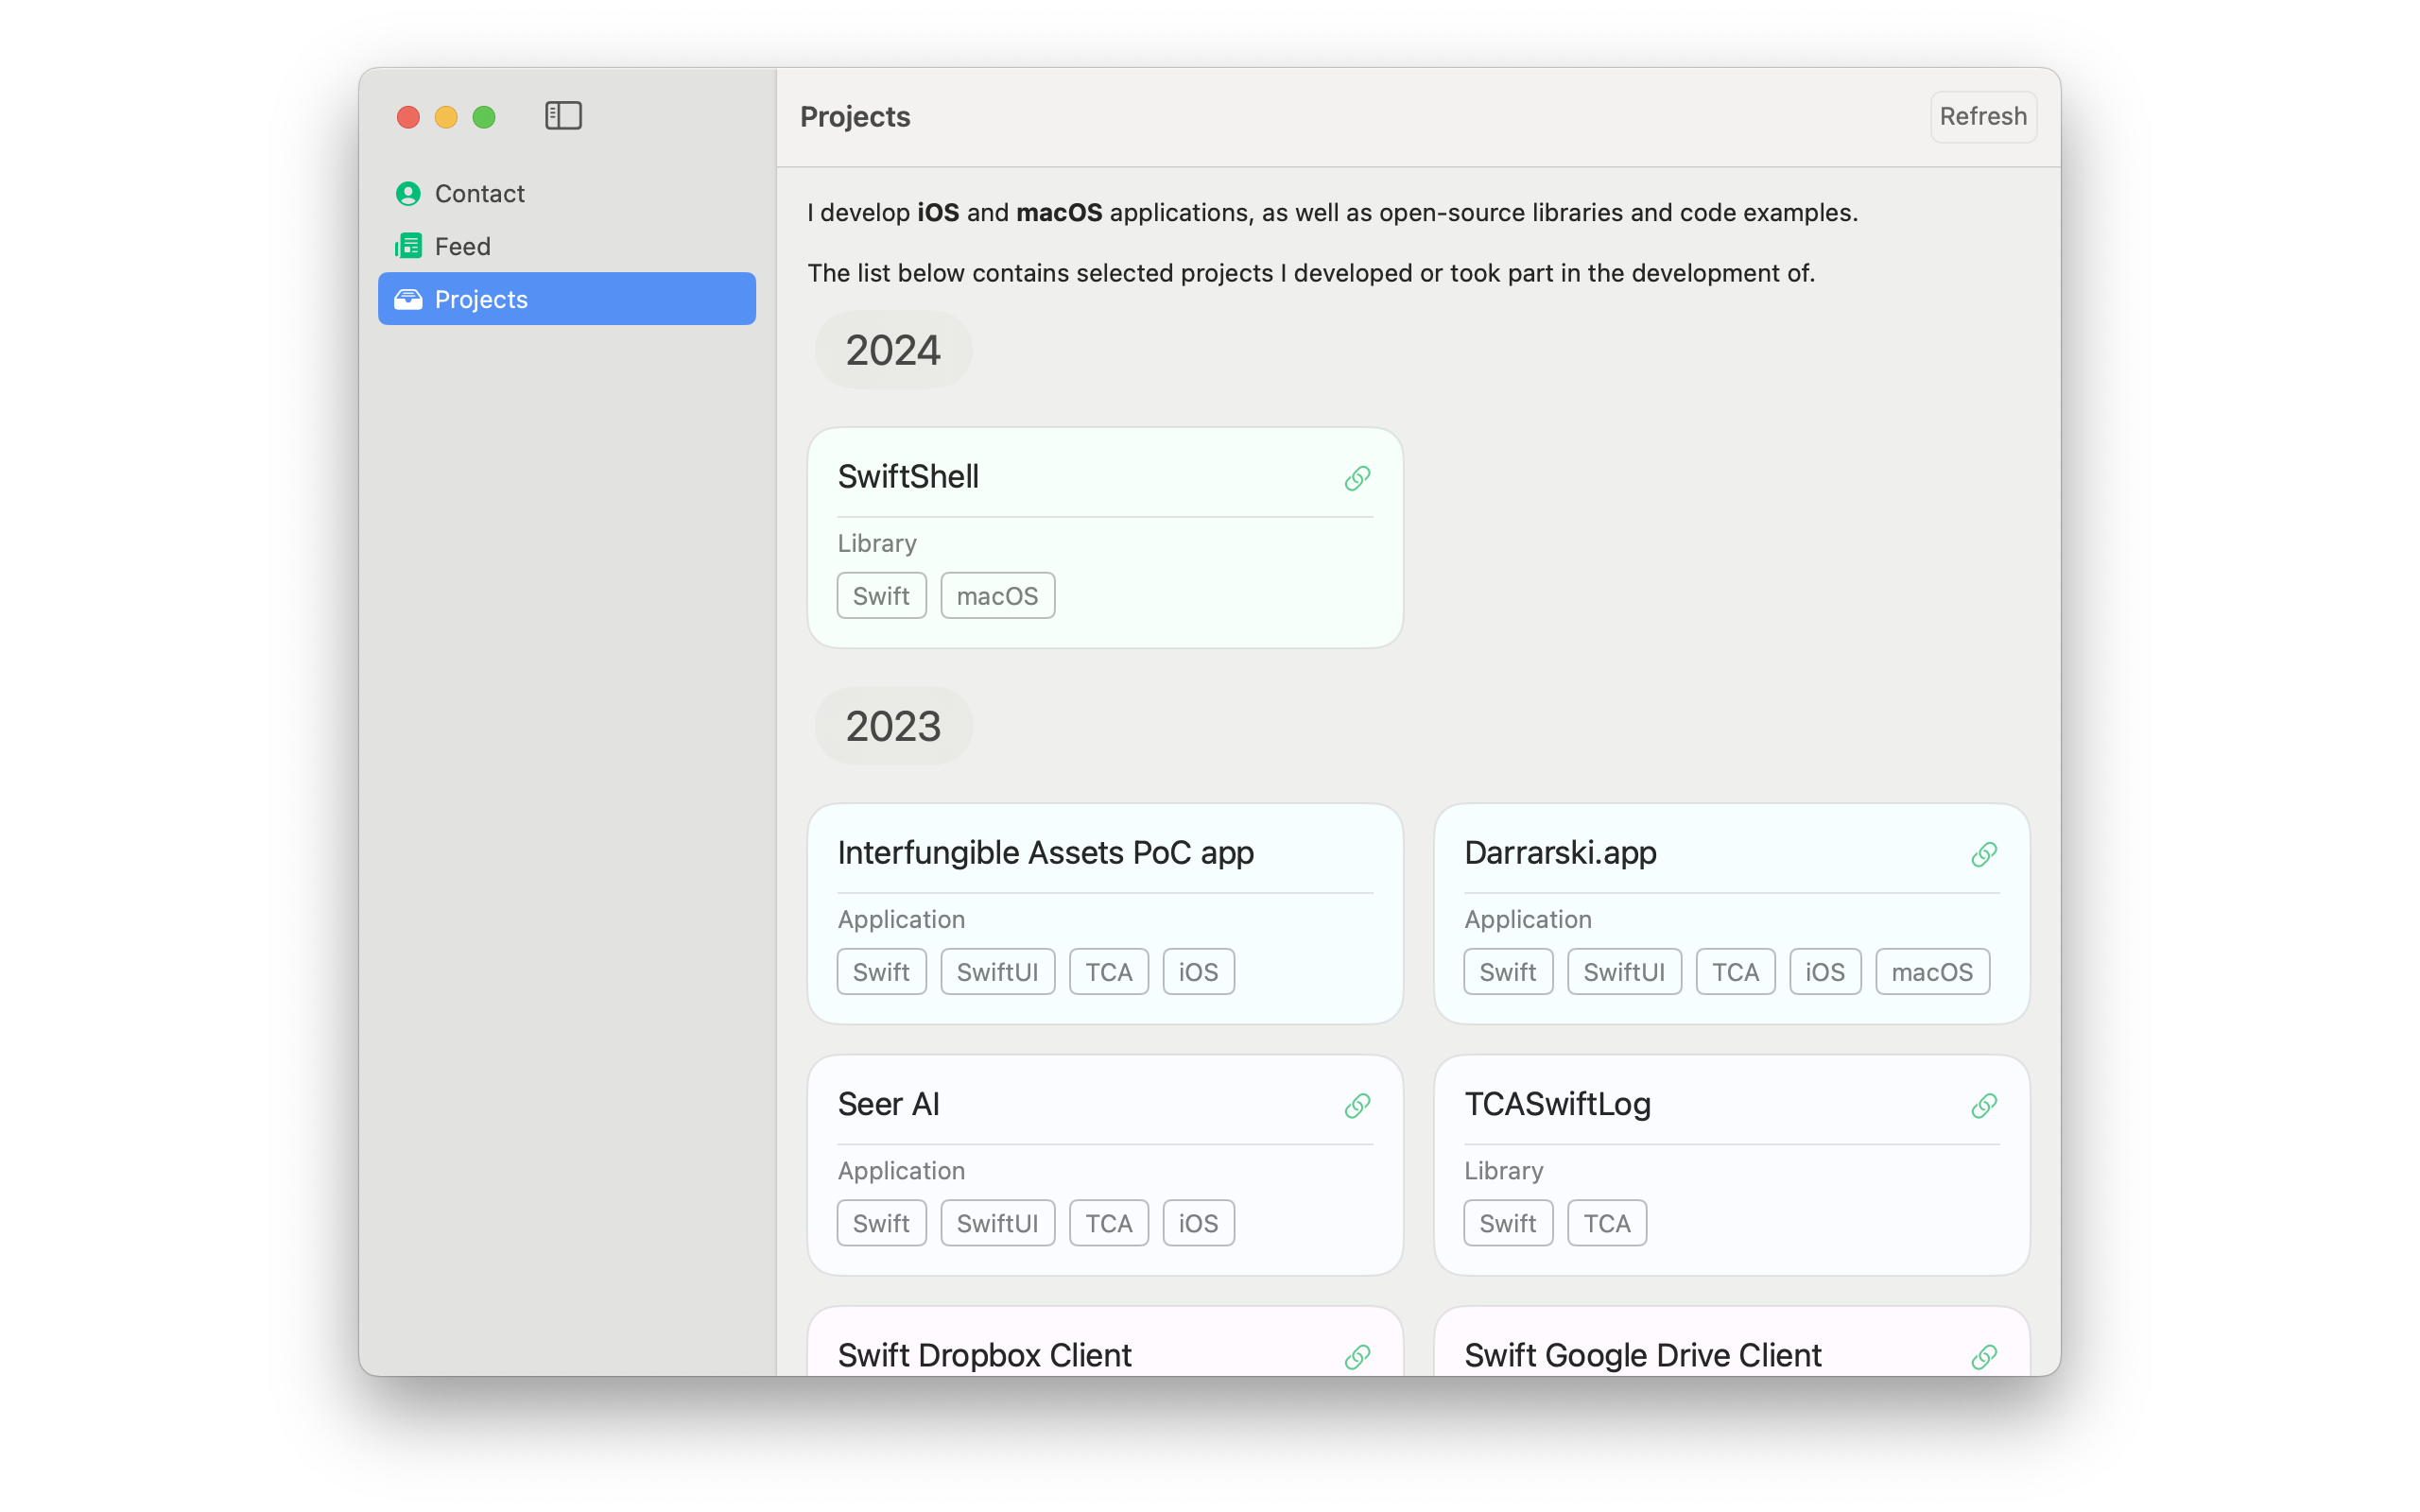 Projects
Refresh
Contact
Feed
Projects
I develop iOS and macOS applications, as well as open-source libraries and code examples.
The list below contains selected projects I developed or took part in the development of.
2024
SwiftShell
Library
Swift macOS
2023
Interfungible Assets PoC app
Application
Swift SwiftUI TCA iOS
Darrarski.app
Application
Swift SwiftUI TCA iOS macOS
Seer AI
Application
Swift SwiftUI TCA iOS
TCASwiftLog
Library
Swift TCA
Swift Dropbox Client
Swift Google Drive Client